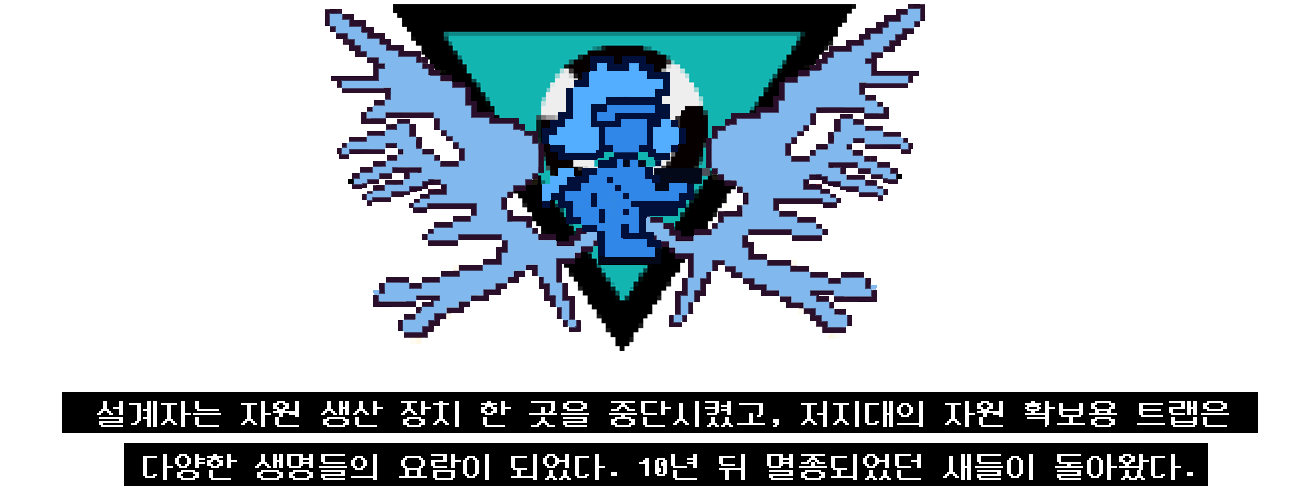 설계자는 자원 생산 장치 한 곳을 중단시켰고, 저지대의 자원 확보용 트랩은
다양한 생명들의 요람이 되었다. 10년 뒤 멸종되었던 새들이 돌아왔다.